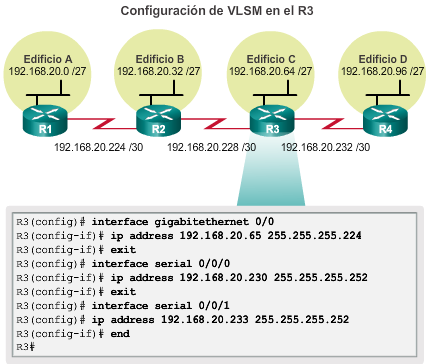 Configuración de VLSM en el R3
Edificio A
192.168.20.0 /27
Edificio B
192.168.20.32 /27
Edificio C
192.168.20.64 /27
Edificio D
192.168.20.96 /27
R1
R2
R3
R4
192.168.20.224 /30
192.168.20.228 /30
192.168.20.232 /30
R3(config)# interface gigabitethernet 0/0
R3(config-if)# ip address 192.168.20.65 255.255.255.224
R3(config-if)# exit
R3(config)# interface serial 0/0/0
R3(config-if)# ip address 192.168.20.230 255.255.255.252
R3(config-if)# exit
R3(config)# interface serial 0/0/1
R3(config-if)# ip address 192.168.20.233 255.255.255.252
R3(config-if)# end
R3#